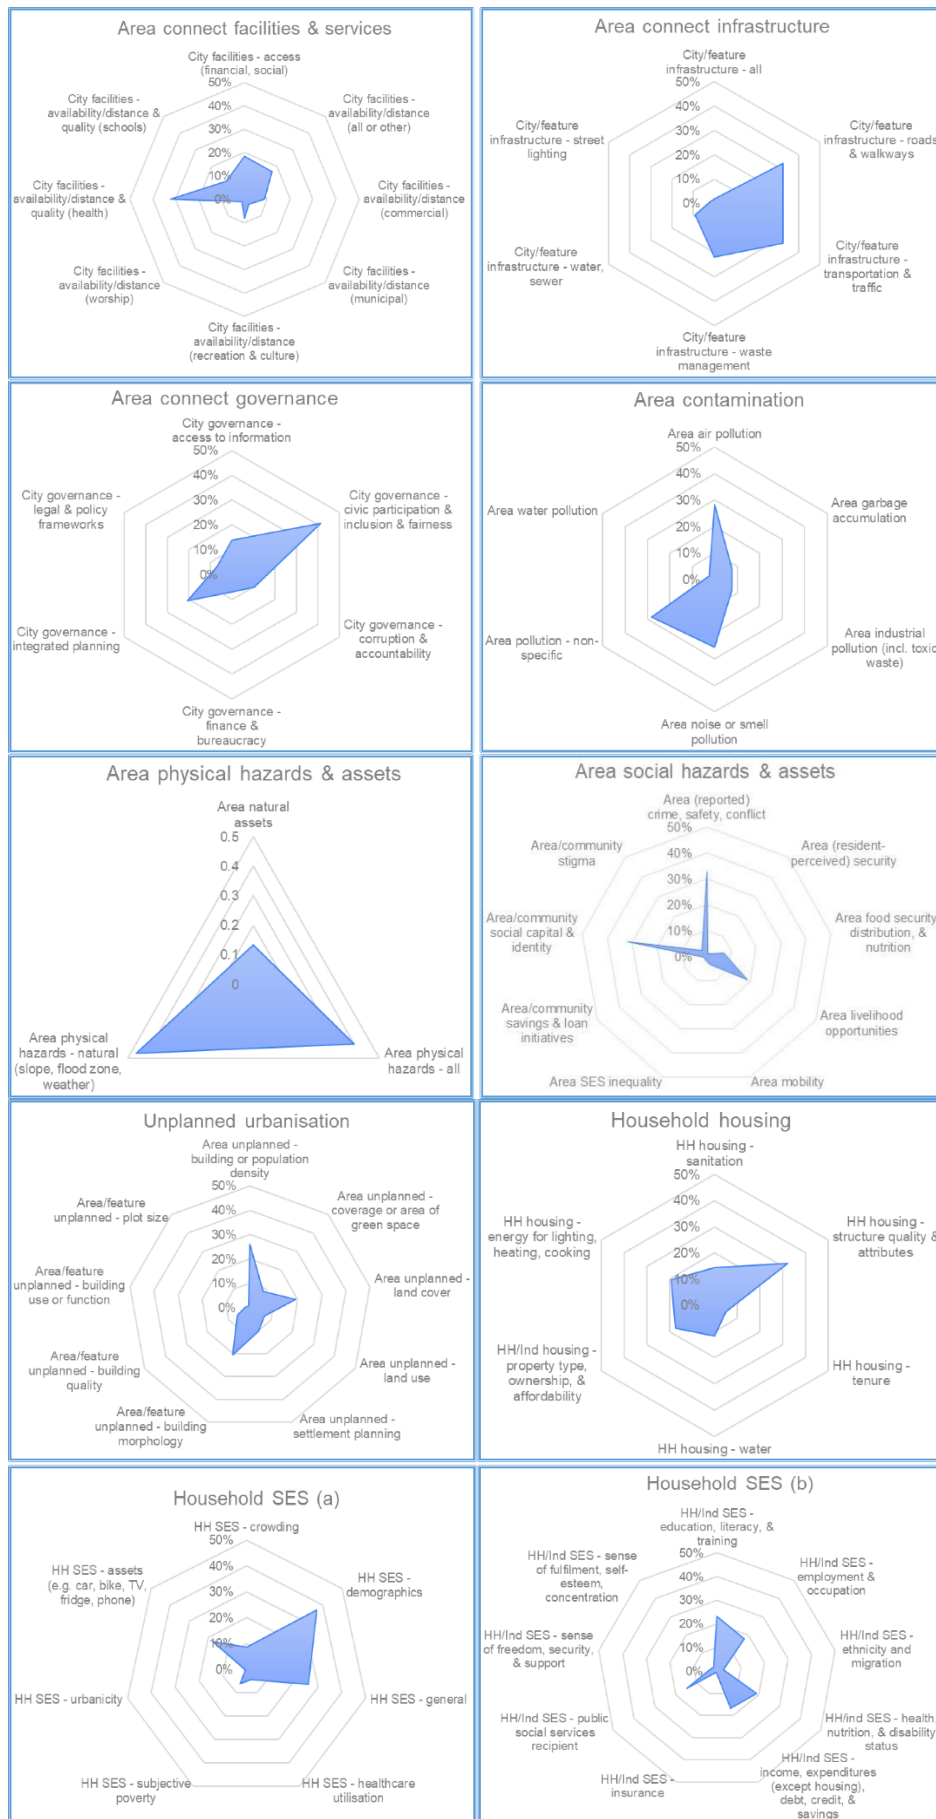 Area connect facilities & services
City facilities - access
(financial, social)
50%
40%
30%
20%
10%
0%
City facilities -
availability/distance
(all or other)
City facilities -
availability/distance
(commercial)
City facilities -
availability/distance
(municipal)
City facilities -
availability/distance
(recreation & culture)
City facilities -
availability/distance
(worship)
City facilities -
availability/distance
& quality (health)
City facilities -
availability/distance &
quality (schools)
Area connect infrastructure
City/feature
infrastructure - all
50%
40%
30%
20%
10%
0%
City/feature
infrastructure - roads
& walkways
City/feature
infrastructure -
transportation &
traffic
City/feature
infrastructure - waste
management
City/feature
infrastructure - water,
sewer
City/feature
infrastructure - street
lighting
Area connect governance
City governance -
access to information
50%
40%
30%
20%
10%
0%
City governance -
civic participation &
inclusion & fairness
City governance -
corruption &
accountability
City governance -
finance &
bureaucracy
City governance -
integrated planning
City governance -
legal & policy
frameworks
Area contamination
Area air pollution
50%
40%
30%
20%
10%
0%
Area garbage
accumulation
Area industrial
pollution (incl. toxic
waste)
Area noise or smell
pollution
Area pollution - non-
specific
Area water pollution
Area physical hazards & assets
Area natural
assets
0.5
0.4
0.3
0.2
0.1
0
Area physical
hazards - all
Area physical
hazards - natural
(slope, flood zone,
weather)
Area social hazards & assets
Area (reported)
crime, safety, conflict
50%
40%
30%
20%
10%
0%
Area (resident-
perceived) security
Area food security,
distribution, &
nutrition
Area livelihood
opportunities
Area mobility
Area SES inequality
Area/community
savings & loan
initiatives
Area/community
social capital &
identity
Area/community
stigma
Unplanned urbanisation
Area unplanned -
building or population
density
50%
40%
30%
20%
10%
0%
Area unplanned -
coverage or area of
green space
Area unplanned -
land cover
Area unplanned -
land use
Area unplanned -
settlement planning
Area/feature
unplanned - building
morphology
Area/feature
unplanned - building
quality
Area/feature
unplanned - building
use or function
Area/feature
unplanned - plot size
Household housing
HH housing -
sanitation
50%
40%
30%
20%
10%
0%
HH housing -
structure quality &
attributes
HH housing -
tenure
HH housing - water
HH/Ind housing -
property type,
ownership, &
affordability
HH housing -
energy for lighting,
heating, cooking
Household SES (a)
HH SES - crowding
50%
40%
30%
20%
10%
0%
HH SES -
demographics
HH SES - general
HH SES - healthcare
utilisation
HH SES - subjective
poverty
HH SES - urbanicity
HH SES - assets
(e.g. car, bike, TV,
fridge, phone)
Household SES (b)
HH/Ind SES -
education, literacy, &
training
50%
40%
30%
20%
10%
0%
HH/Ind SES -
employment &
occupation
HH/Ind SES -
ethnicity and
migration
HH/ind SES - health,
nutrition, & disability
status
HH/Ind SES -
income, expenditures
(except housing),
debt, credit, &
savings
HH/Ind SES -
insurance
HH/Ind SES - public
social services
recipient
HH/Ind SES - sense
of freedom, security,
& support
HH/Ind SES - sense
of fulfilment, self-
esteem,
concentration